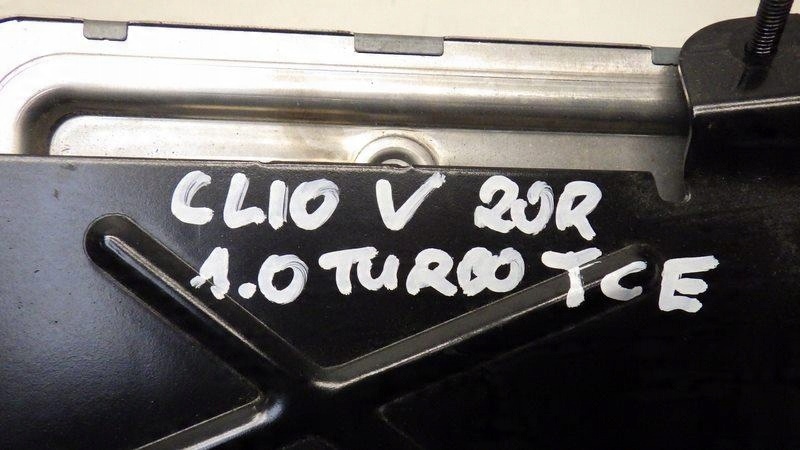 CLIO V 20R
1.0 TURBO TCE